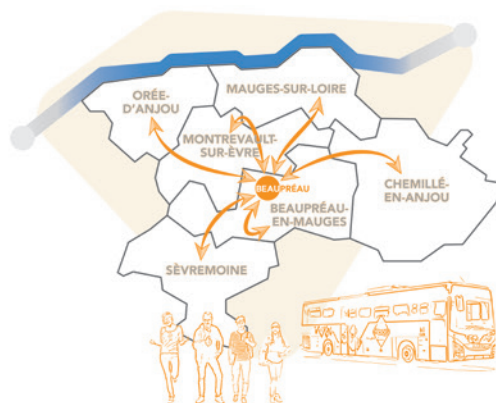 MAUGES-SUR-LOIRE
ORÉE-
D'ANJOU
MONTREVAULT-
SUR-ÈVRE
CHEMILLÉ-
EN-ANJOU
BEAUPRÉAU
BEAUPRÉAU-
EN-MAUGES
SÈVREMOINE